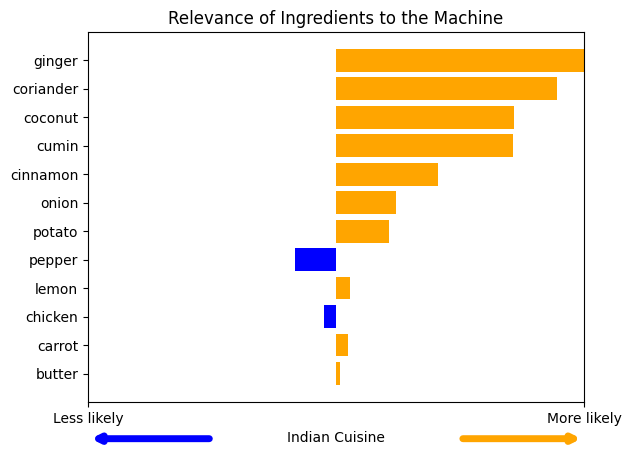 Relevance of Ingredients to the Machine
ginger
coriander
coconut
cumin
cinnamon
onion
potato
pepper
lemon
chicken
carrot
butter
Less likely
More likely
Indian Cuisine